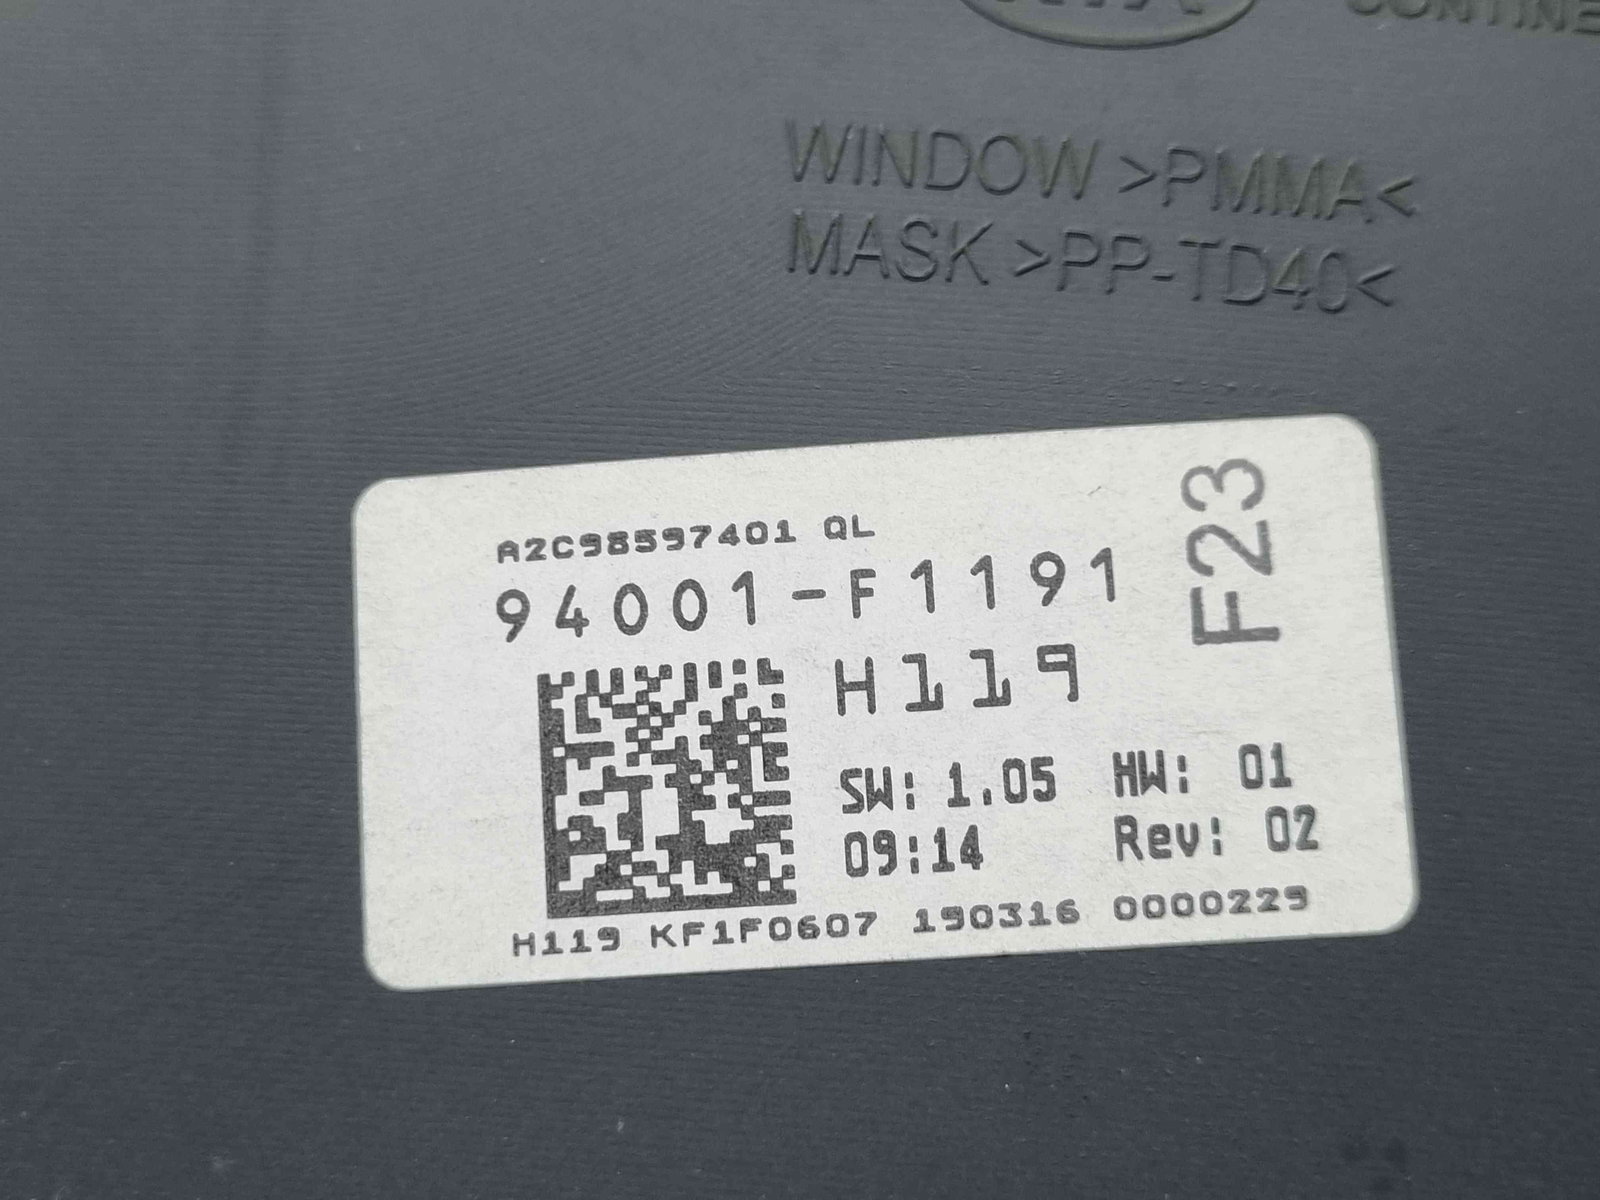 WINDOW >PMMA<
MASK >PP-TD40<
A2C98597401 QL
94001-F1191
F23
H119
SW: 1.05 HW: 01
09:14 Rev: 02
H119 KF1F0607 190316 0000229